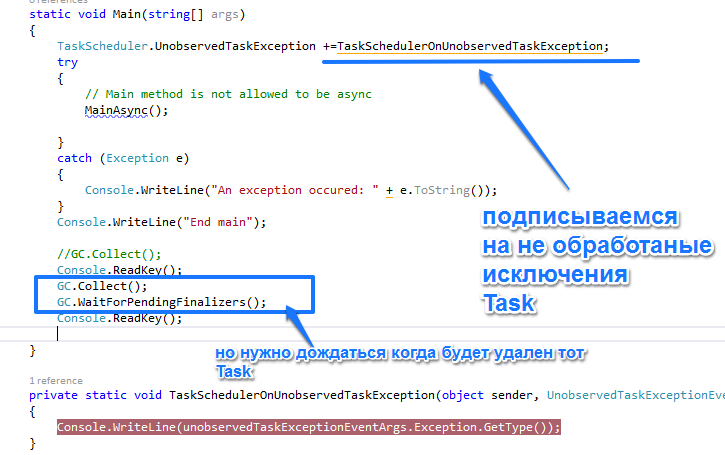 0 references
static void Main(string[] args)
{
TaskScheduler.UnobservedTaskException +=TaskSchedulerOnUnobservedTaskException;
try
{
// Main method is not allowed to be async
MainAsync();
}
catch (Exception e)
{
Console.WriteLine("An exception occured: " + e.ToString());
}
Console.WriteLine("End main");
подписываемся
на не обработаные
исключения
Task
//GC.Collect();
Console.ReadKey();
GC.Collect();
GC.WaitForPendingFinalizers();
Console.ReadKey();
но нужно дождаться когда будет удален тот
Task
}
1 reference
private static void TaskSchedulerOnUnobservedTaskException(object sender, UnobservedTaskExceptionEve
{
Console.WriteLine(unobservedTaskExceptionEventArgs.Exception.GetType());
}